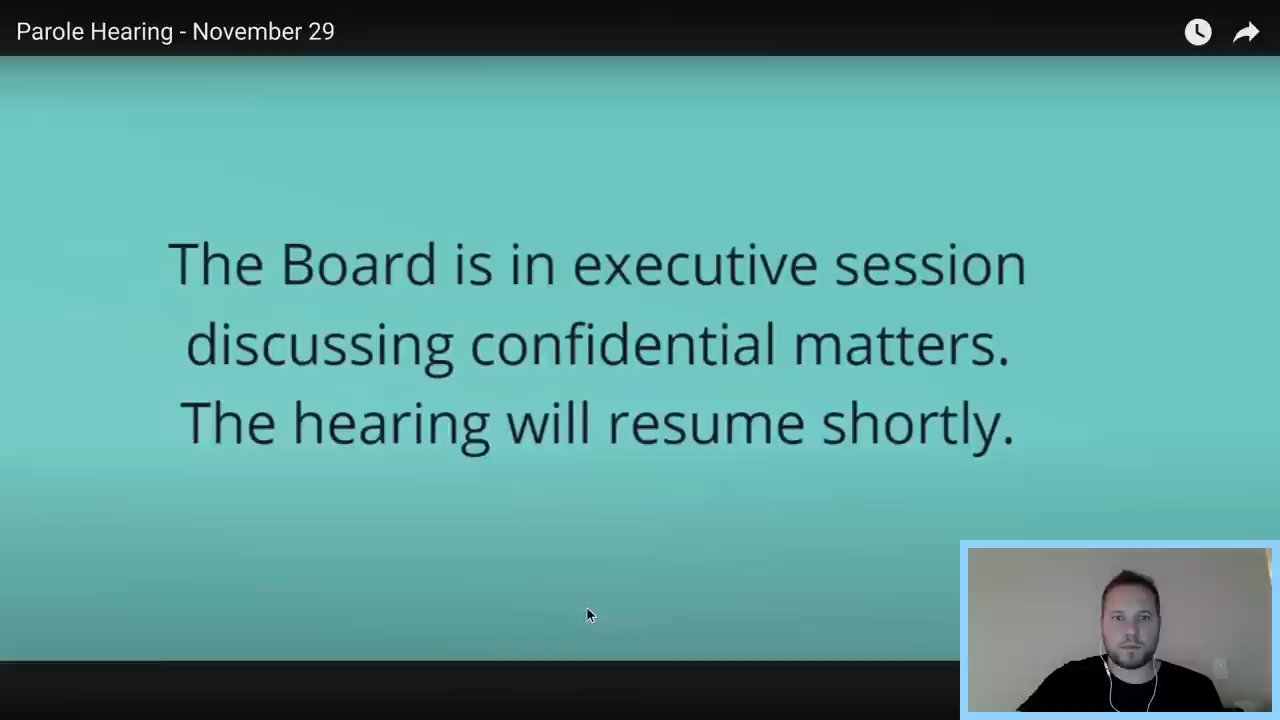 Parole Hearing - November 29
The Board is in executive session
discussing confidential matters.
The hearing will resume shortly.